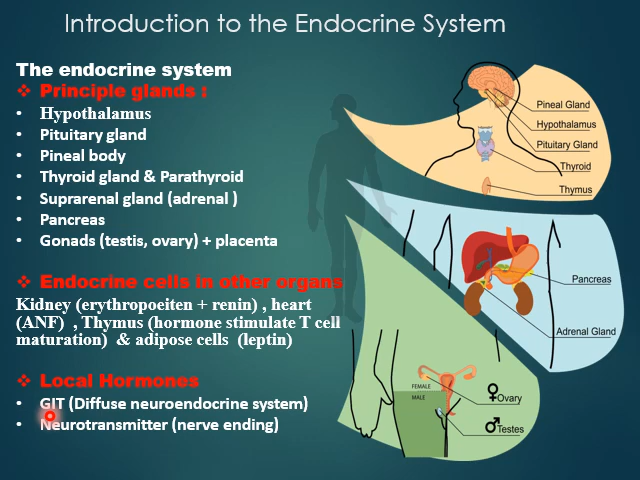 Introduction to the Endocrine System
The endocrine system
❖ Principle glands :
• Hypothalamus
• Pituitary gland
• Pineal body
• Thyroid gland & Parathyroid
• Suprarenal gland (adrenal )
• Pancreas
• Gonads (testis, ovary) + placenta
❖ Endocrine cells in other organs
Kidney (erythropoeiten + renin) , heart
(ANF) , Thymus (hormone stimulate T cell
maturation) & adipose cells (leptin)
❖ Local Hormones
• GIT (Diffuse neuroendocrine system)
• Neurotransmitter (nerve ending)
Pineal Gland
Hypothalamus
Pituitary Gland
Thyroid
Thymus
Pancreas
Adrenal Gland
FEMALE
MALE
♀ Ovary
♂ Testes